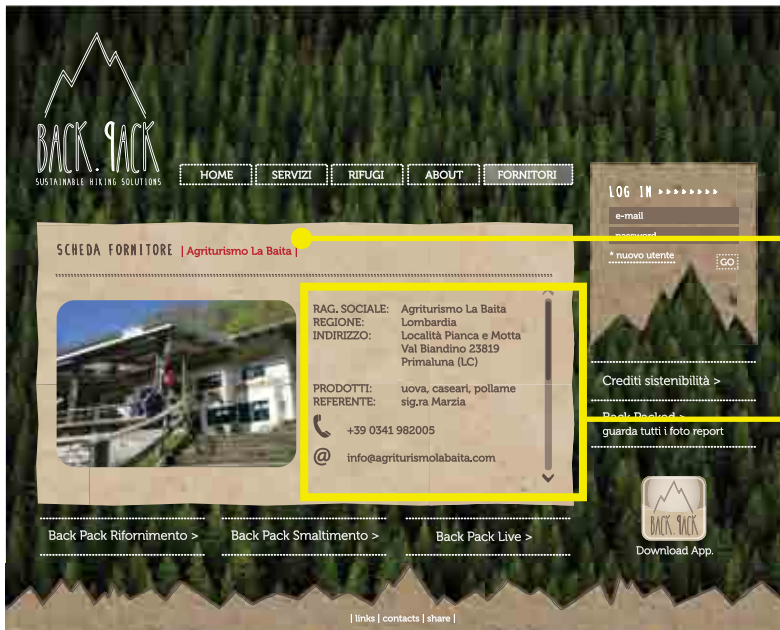 BACK. PACK
SUSTAINABLE HIKING SOLUTIONS
HOME
SERVIZI
RIFUGI
ABOUT
FORNITORI
LOG IN
e-mail
password
* nuovo utente
GO
SCHEDA FORNITORE | Agriturismo La Baita |
RAG. SOCIALE: Agriturismo La Baita
REGIONE: Lombardia
INDIRIZZO: Località Pianca e Motta
Val Biandino 23819
Primaluna (LC)
PRODOTTI: uova, caseari, pollame
REFERENTE: sig.ra Marzia
+39 0341 982005
@ info@agriturismolabaita.com
Crediti sistenibilità >
Back Packed >
guarda tutti i foto report
BACK. PACK
Download App.
Back Pack Rifornimento >
Back Pack Smaltimento >
Back Pack Live >
| links | contacts | share |